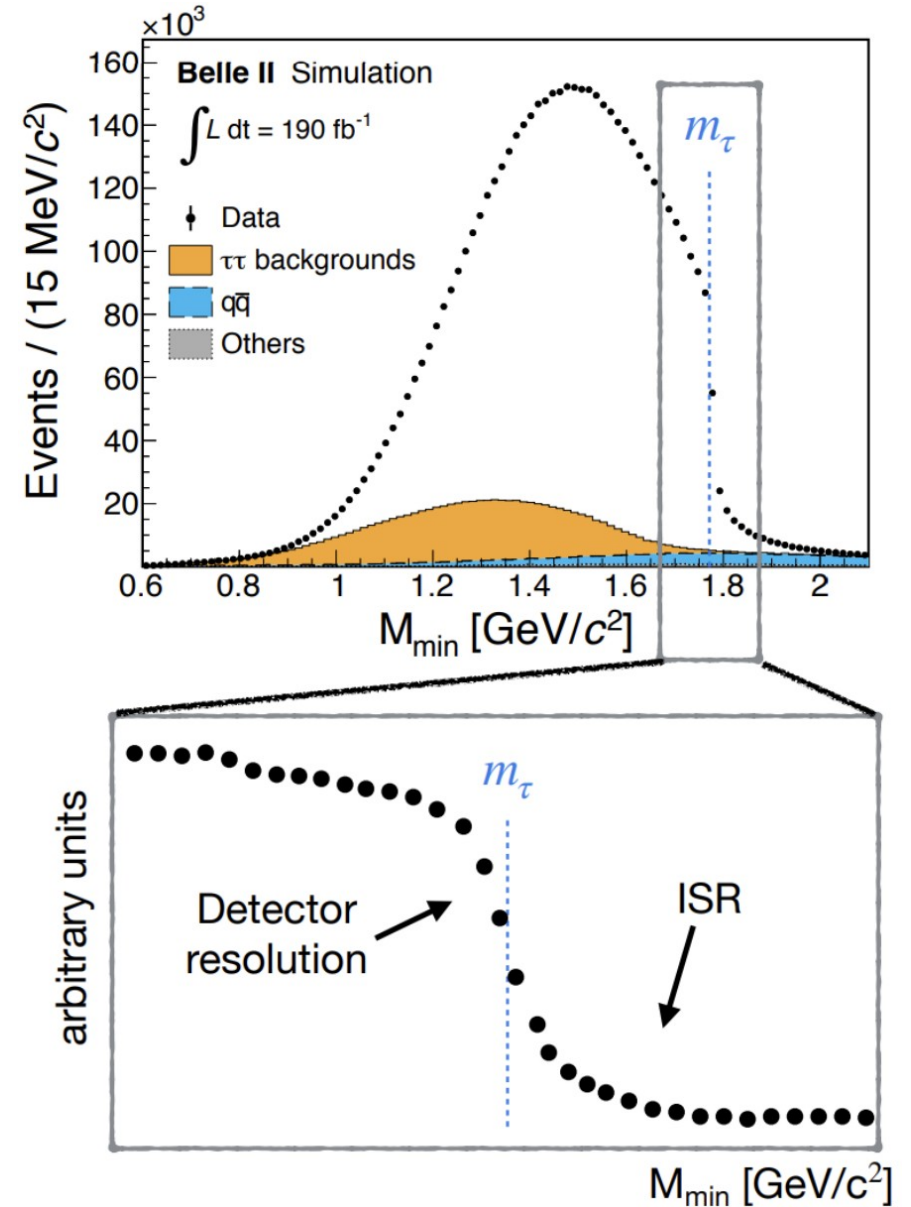 ×10³
160
140
120
100
80
60
40
20
Events / (15 MeV/c²)
Belle II Simulation
∫L dt = 190 fb⁻¹
Data
ττ backgrounds
qq̅
Others
m_τ
0.6 0.8 1 1.2 1.4 1.6 1.8 2
M_min [GeV/c²]
arbitrary units
m_τ
Detector
resolution
ISR
M_min [GeV/c²]